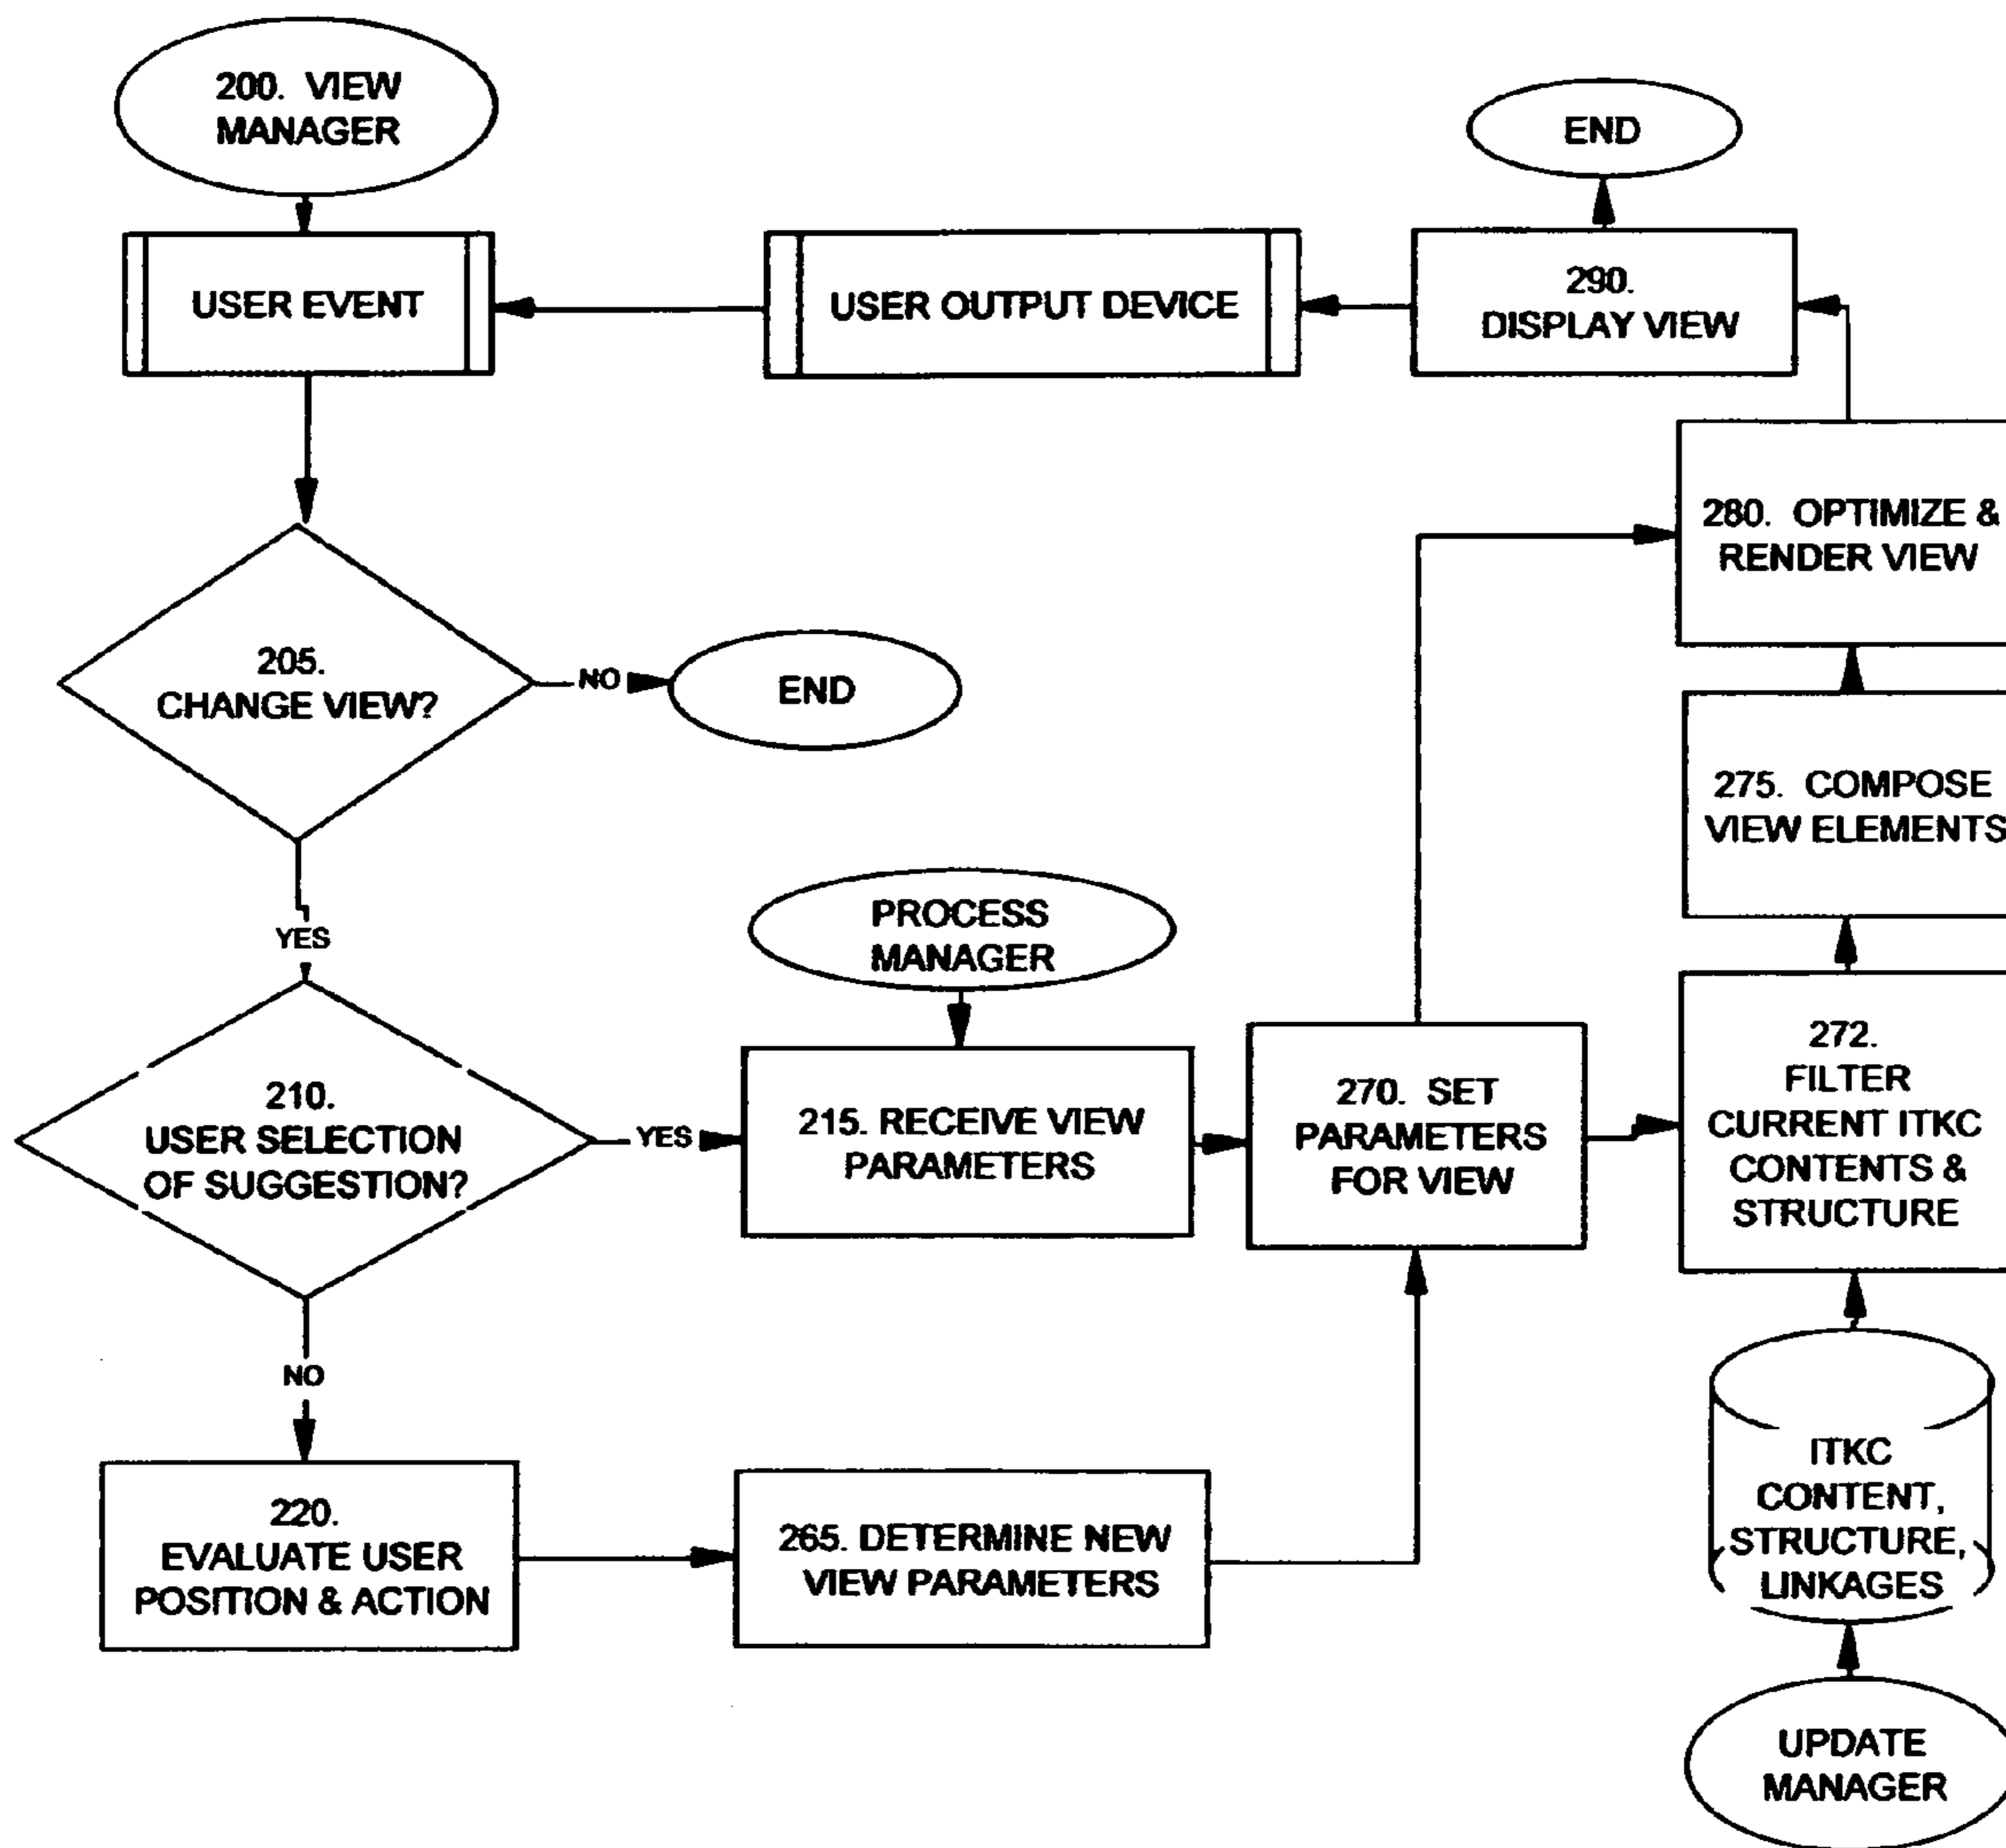 200. VIEW
MANAGER
END
USER EVENT
USER OUTPUT DEVICE
290.
DISPLAY VIEW
280. OPTIMIZE &
RENDER VIEW
205.
CHANGE VIEW?
NO
END
275. COMPOSE
VIEW ELEMENTS
YES
PROCESS
MANAGER
210.
USER SELECTION
OF SUGGESTION?
YES
215. RECEIVE VIEW
PARAMETERS
270. SET
PARAMETERS
FOR VIEW
272.
FILTER
CURRENT ITKC
CONTENTS &
STRUCTURE
NO
220.
EVALUATE USER
POSITION & ACTION
265. DETERMINE NEW
VIEW PARAMETERS
ITKC
CONTENT,
STRUCTURE,
LINKAGES
UPDATE
MANAGER